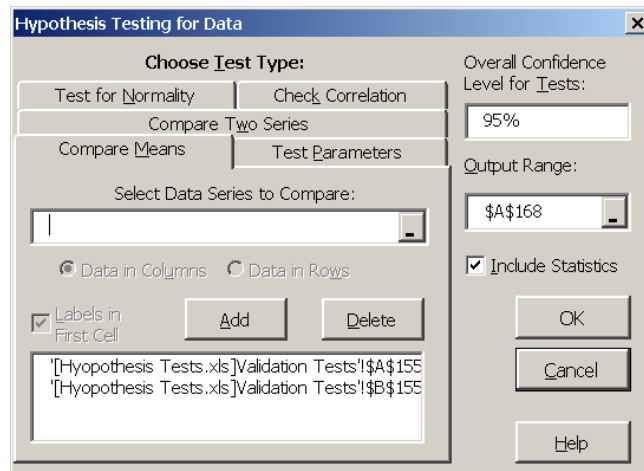 Hypothesis Testing for Data
Choose Test Type:
Test for Normality
Check Correlation
Compare Two Series
Compare Means
Test Parameters
Select Data Series to Compare:
Data in Columns
Data in Rows
Labels in
First Cell
Add
Delete
'[Hyopothesis Tests.xls]Validation Tests'!$A$155
'[Hyopothesis Tests.xls]Validation Tests'!$B$155
Overall Confidence
Level for Tests:
95%
Output Range:
$A$168
Include Statistics
OK
Cancel
Help